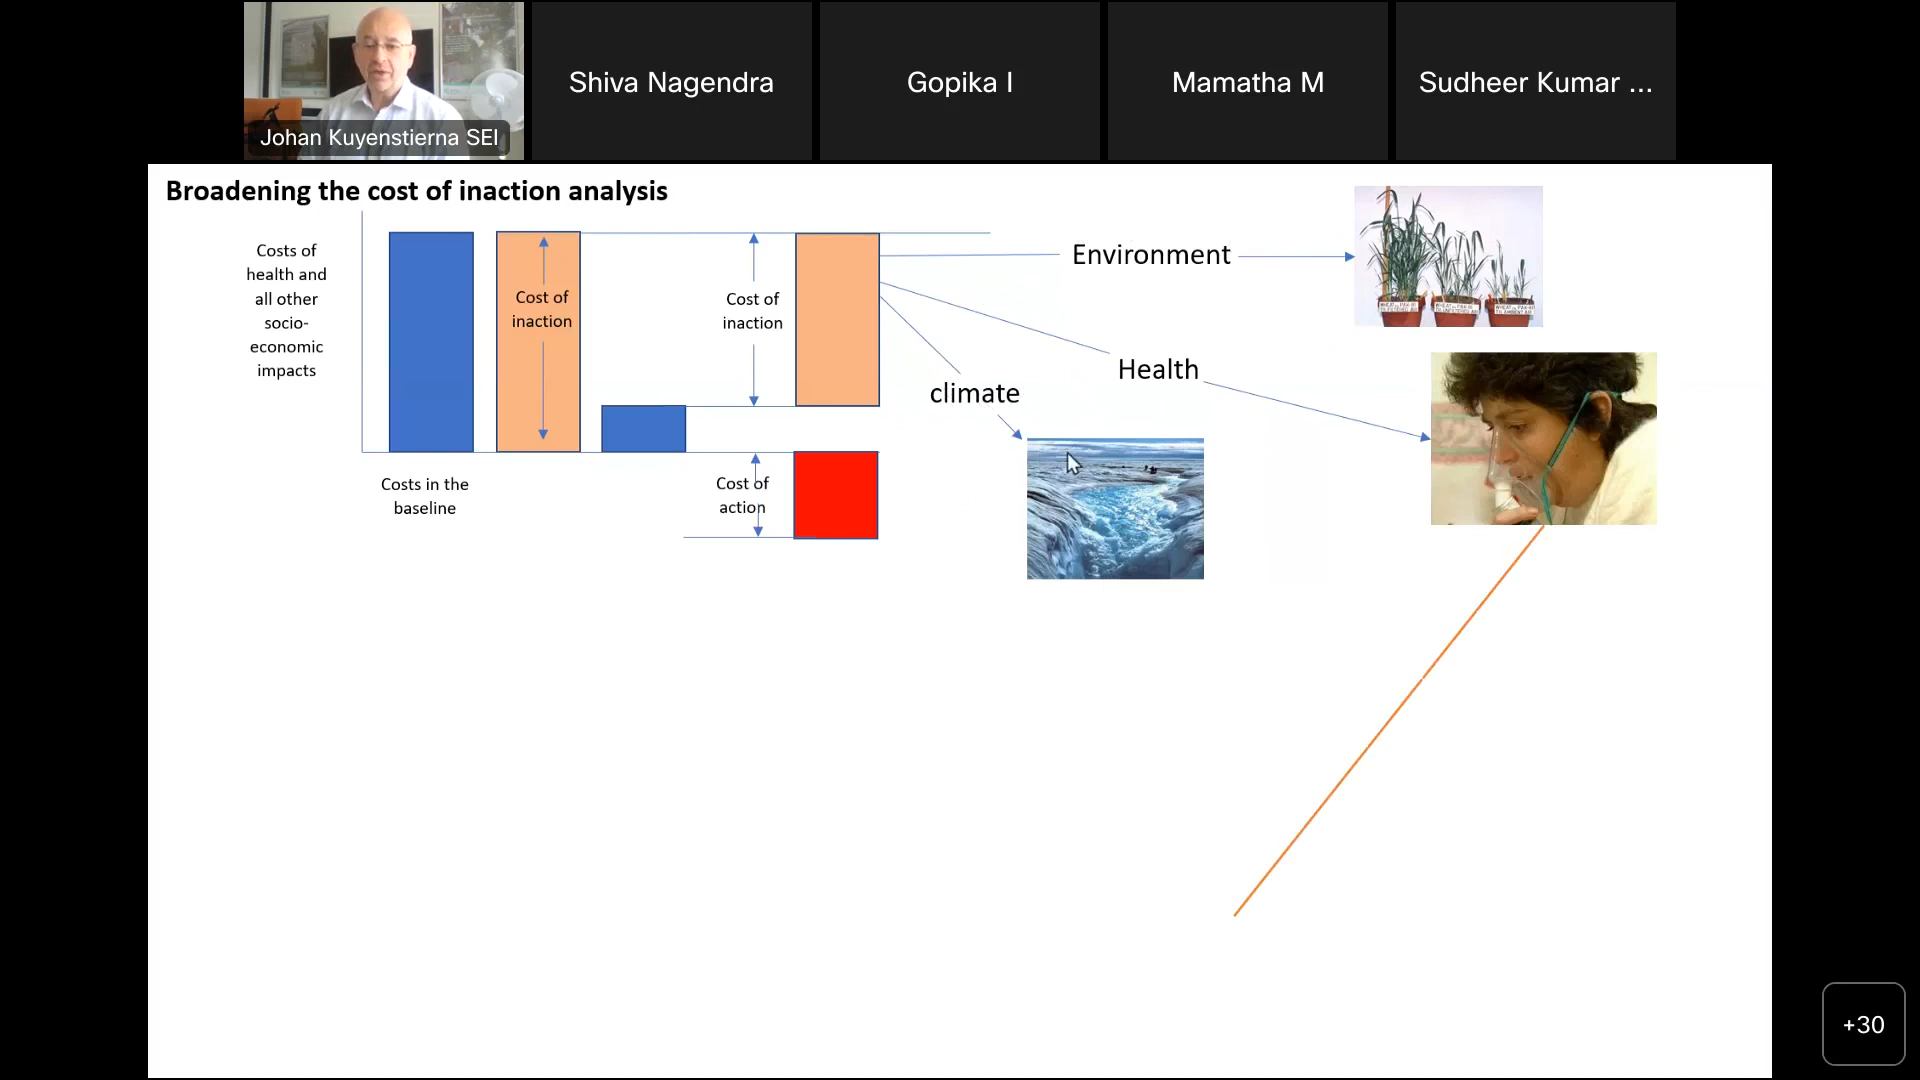 Johan Kuyenstierna SEI
Shiva Nagendra
Gopika I
Mamatha M
Sudheer Kumar ...
Broadening the cost of inaction analysis
Costs of
health and
all other
socio-
economic
impacts
Cost of
inaction
Cost of
inaction
Environment
Health
climate
Costs in the
baseline
Cost of
action
+30